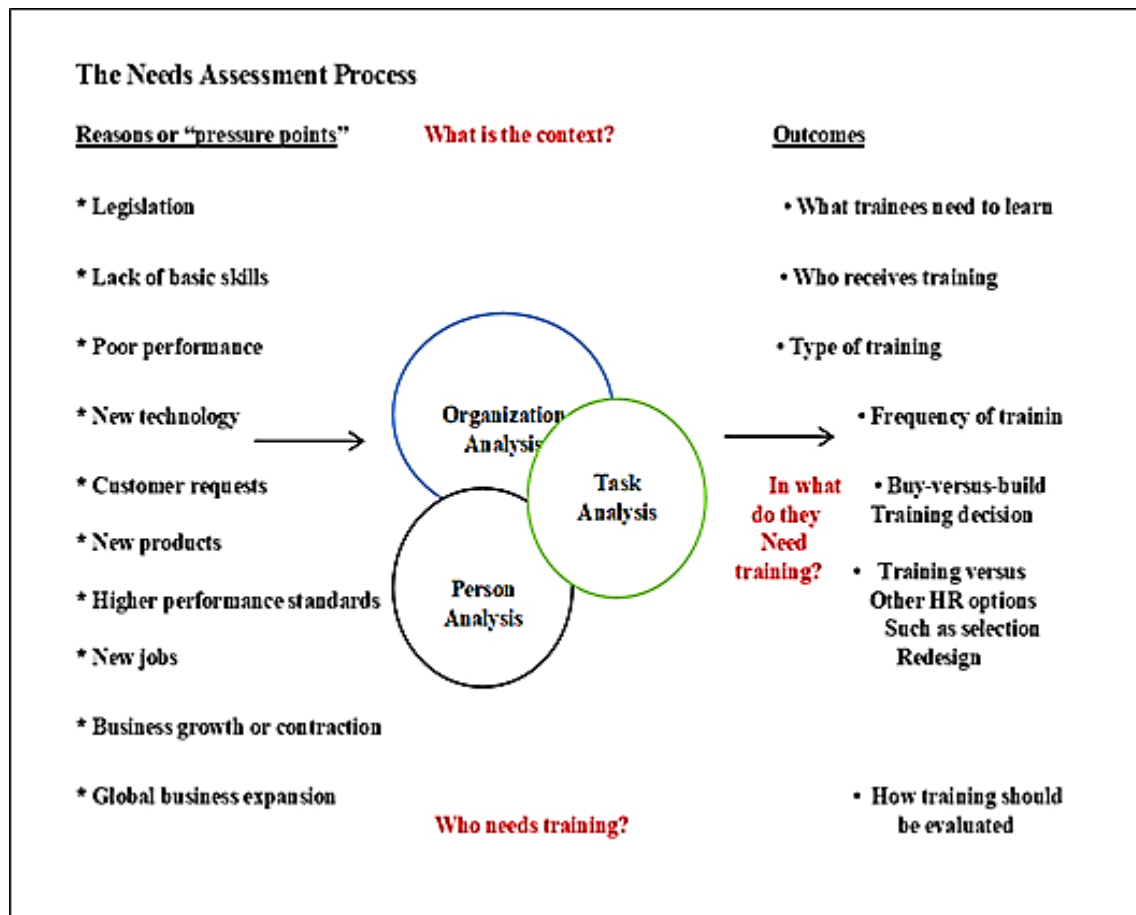 The Needs Assessment Process
Reasons or “pressure points”
What is the context?
Outcomes
* Legislation
* Lack of basic skills
* Poor performance
* New technology
* Customer requests
* New products
* Higher performance standards
* New jobs
* Business growth or contraction
* Global business expansion
Organization
Analysis
Task
Analysis
Person
Analysis
Who needs training?
In what
do they
Need
training?
• What trainees need to learn
• Who receives training
• Type of training
• Frequency of trainin
• Buy-versus-build
Training decision
• Training versus
Other HR options
Such as selection
Redesign
• How training should
be evaluated